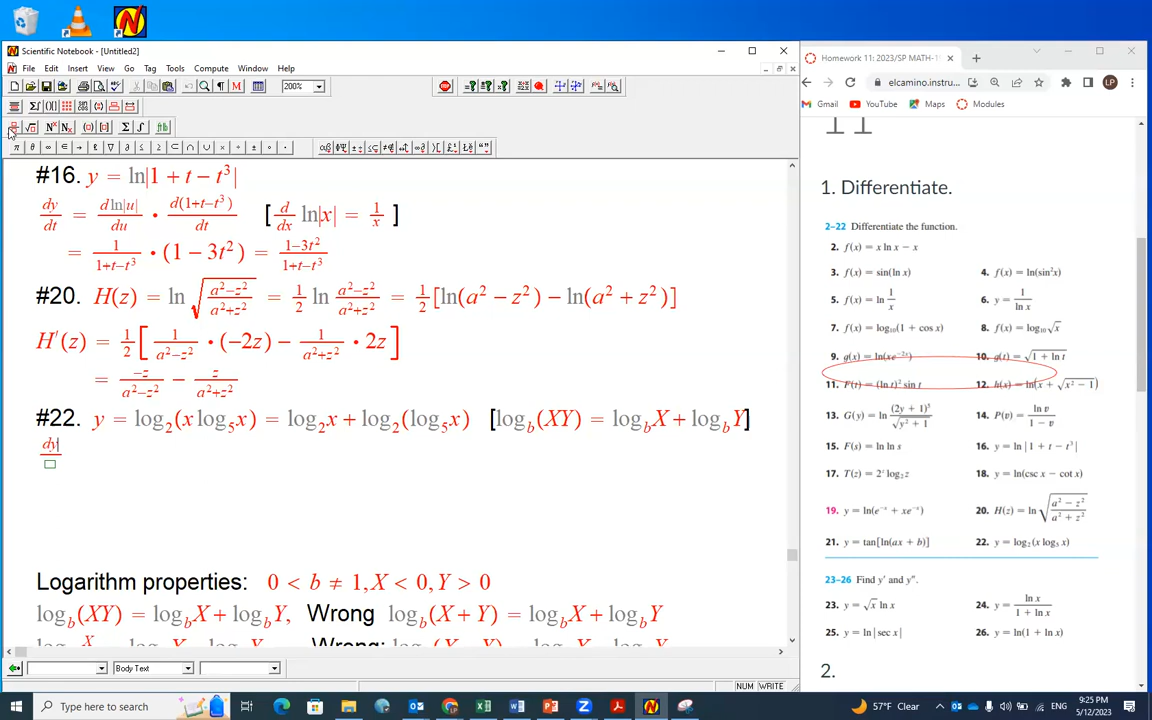 Scientific Notebook - [Untitled2]
File Edit Insert View Go Tag Tools Compute Window Help
200%
#16. y = ln|1 + t − t³|
dy/dt = d ln|u|/du • d(1+t−t³)/dt [d/dx ln|x| = 1/x]
= 1/(1+t−t³) • (1 − 3t²) = (1−3t²)/(1+t−t³)
#20. H(z) = ln √((a²−z²)/(a²+z²)) = 1/2 ln (a²−z²)/(a²+z²) = 1/2[ln(a² − z²) − ln(a² + z²)]
H′(z) = 1/2[1/(a²−z²) • (−2z) − 1/(a²+z²) • 2z]
= −z/(a²−z²) − z/(a²+z²)
#22. y = log₂(x log₅x) = log₂x + log₂(log₅x) [log_b(XY) = log_bX + log_bY]
dy
Logarithm properties: 0 < b ≠ 1, X < 0, Y > 0
log_b(XY) = log_bX + log_bY, Wrong log_b(X + Y) = log_bX + log_bY
Body Text
NUM WRITE
Homework 11: 2023/SP MATH-1
elcamino.instru
LP
Gmail YouTube Maps Modules
1. Differentiate.
2–22 Differentiate the function.
2. f(x) = x ln x − x
3. f(x) = sin(ln x) 4. f(x) = ln(sin²x)
5. f(x) = ln 1/x 6. y = 1/ln x
7. f(x) = log₁₀(1 + cos x) 8. f(x) = log₁₀ √x
9. g(x) = ln(xe⁻²ˣ) 10. g(t) = √(1 + ln t)
11. F(t) = (ln t)² sin t 12. h(x) = ln(x + √(x² − 1))
13. G(y) = ln (2y + 1)⁵/√(y² + 1) 14. P(v) = ln v/(1 − v)
15. F(s) = ln ln s 16. y = ln |1 + t − t³|
17. T(z) = 2ᶻ log₂z 18. y = ln(csc x − cot x)
19. y = ln(e⁻ˣ + xe⁻ˣ) 20. H(z) = ln √((a² − z²)/(a² + z²))
21. y = tan[ln(ax + b)] 22. y = log₂(x log₅ x)
23–26 Find y′ and y″.
23. y = √x ln x 24. y = ln x/(1 + ln x)
25. y = ln |sec x| 26. y = ln(1 + ln x)
2.
Type here to search
57°F Clear
ENG
9:25 PM
5/12/2023